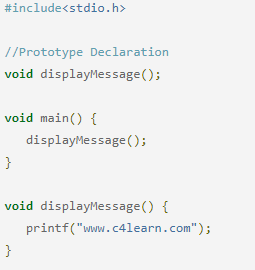 #include<stdio.h>
//Prototype Declaration
void displayMessage();
void main() {
displayMessage();
}
void displayMessage() {
printf("www.c4learn.com");
}